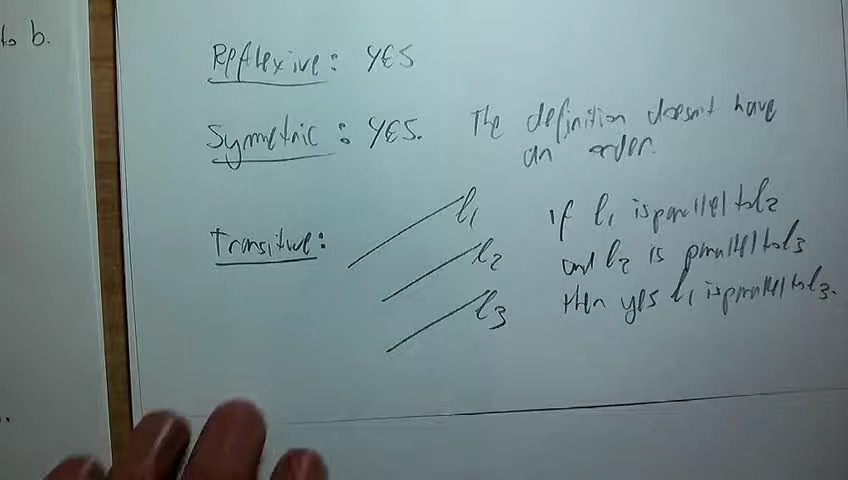 to b.
Reflexive: YES
Symmetric: YES. The definition doesn't have
an order.
Transitive:
l1
l2
l3
If l1 is parallel to l2
and l2 is parallel to l3
then yes l1 is parallel to l3.